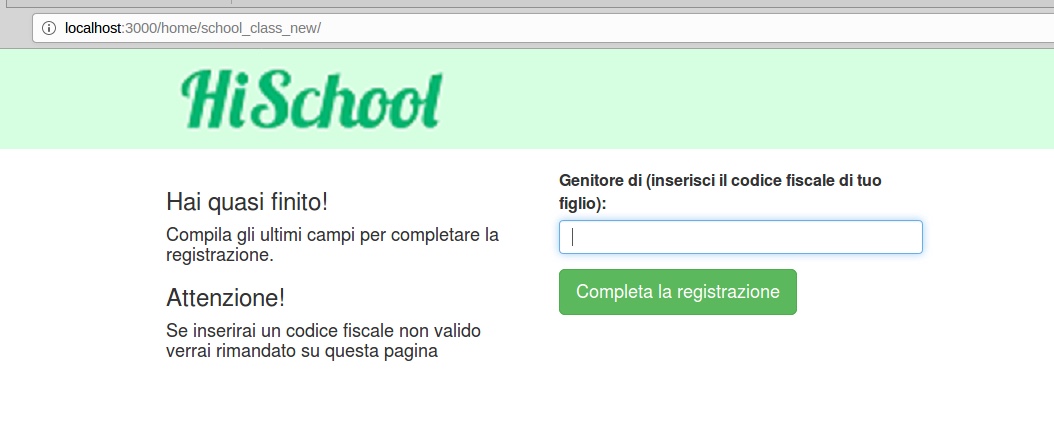 localhost:3000/home/school_class_new/
HiSchool
Hai quasi finito!
Compila gli ultimi campi per completare la
registrazione.
Attenzione!
Se inserirai un codice fiscale non valido
verrai rimandato su questa pagina
Genitore di (inserisci il codice fiscale di tuo
figlio):
Completa la registrazione